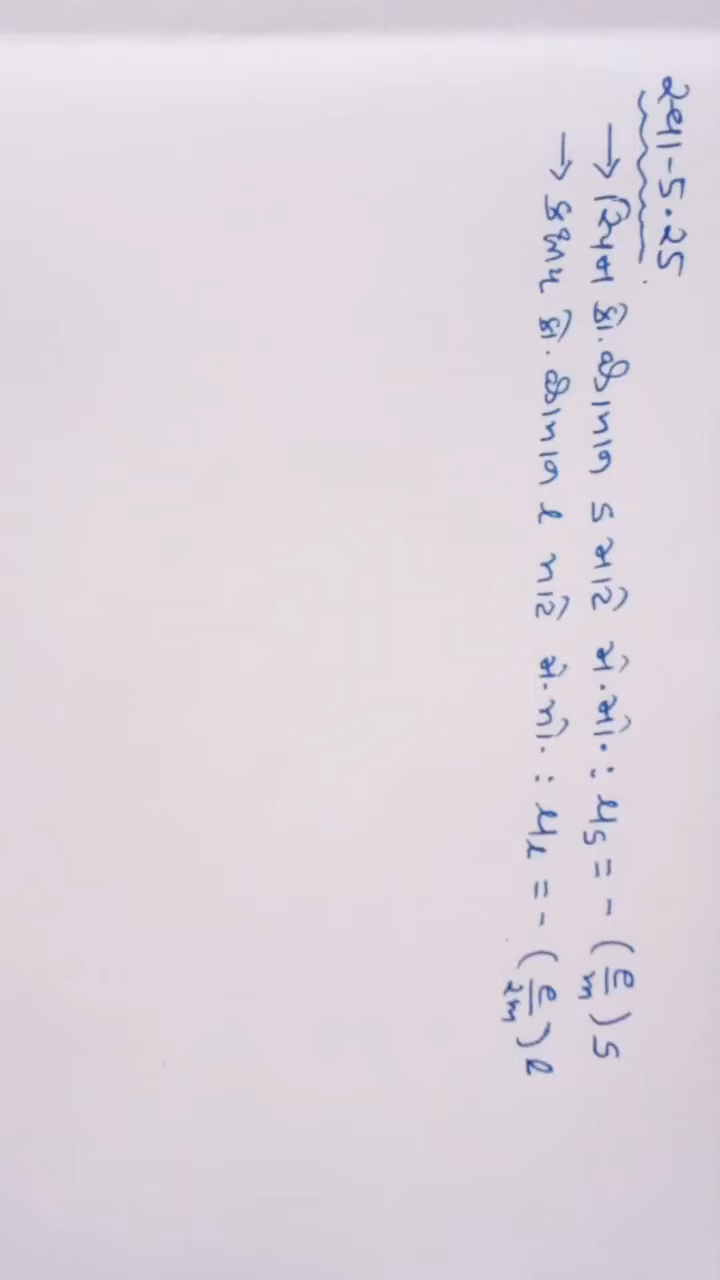 સ્વા-5.25
→ સ્પિન કો. વેગમાન S માટે મે.મો. : μₛ = - (e/m) S
→ કક્ષીય કો. વેગમાન l માટે મે.મો. : μₗ = - (e/2m) l